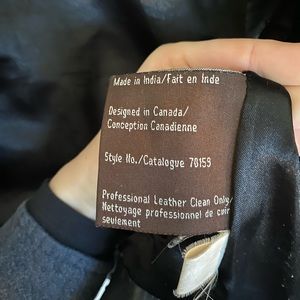 Made in India/Fait en Inde
Designed in Canada/
Conception Canadienne
Style No./Catalogue 70159
Professional Leather Clean Only/
Nettoyage professionnel de cuir
seulement